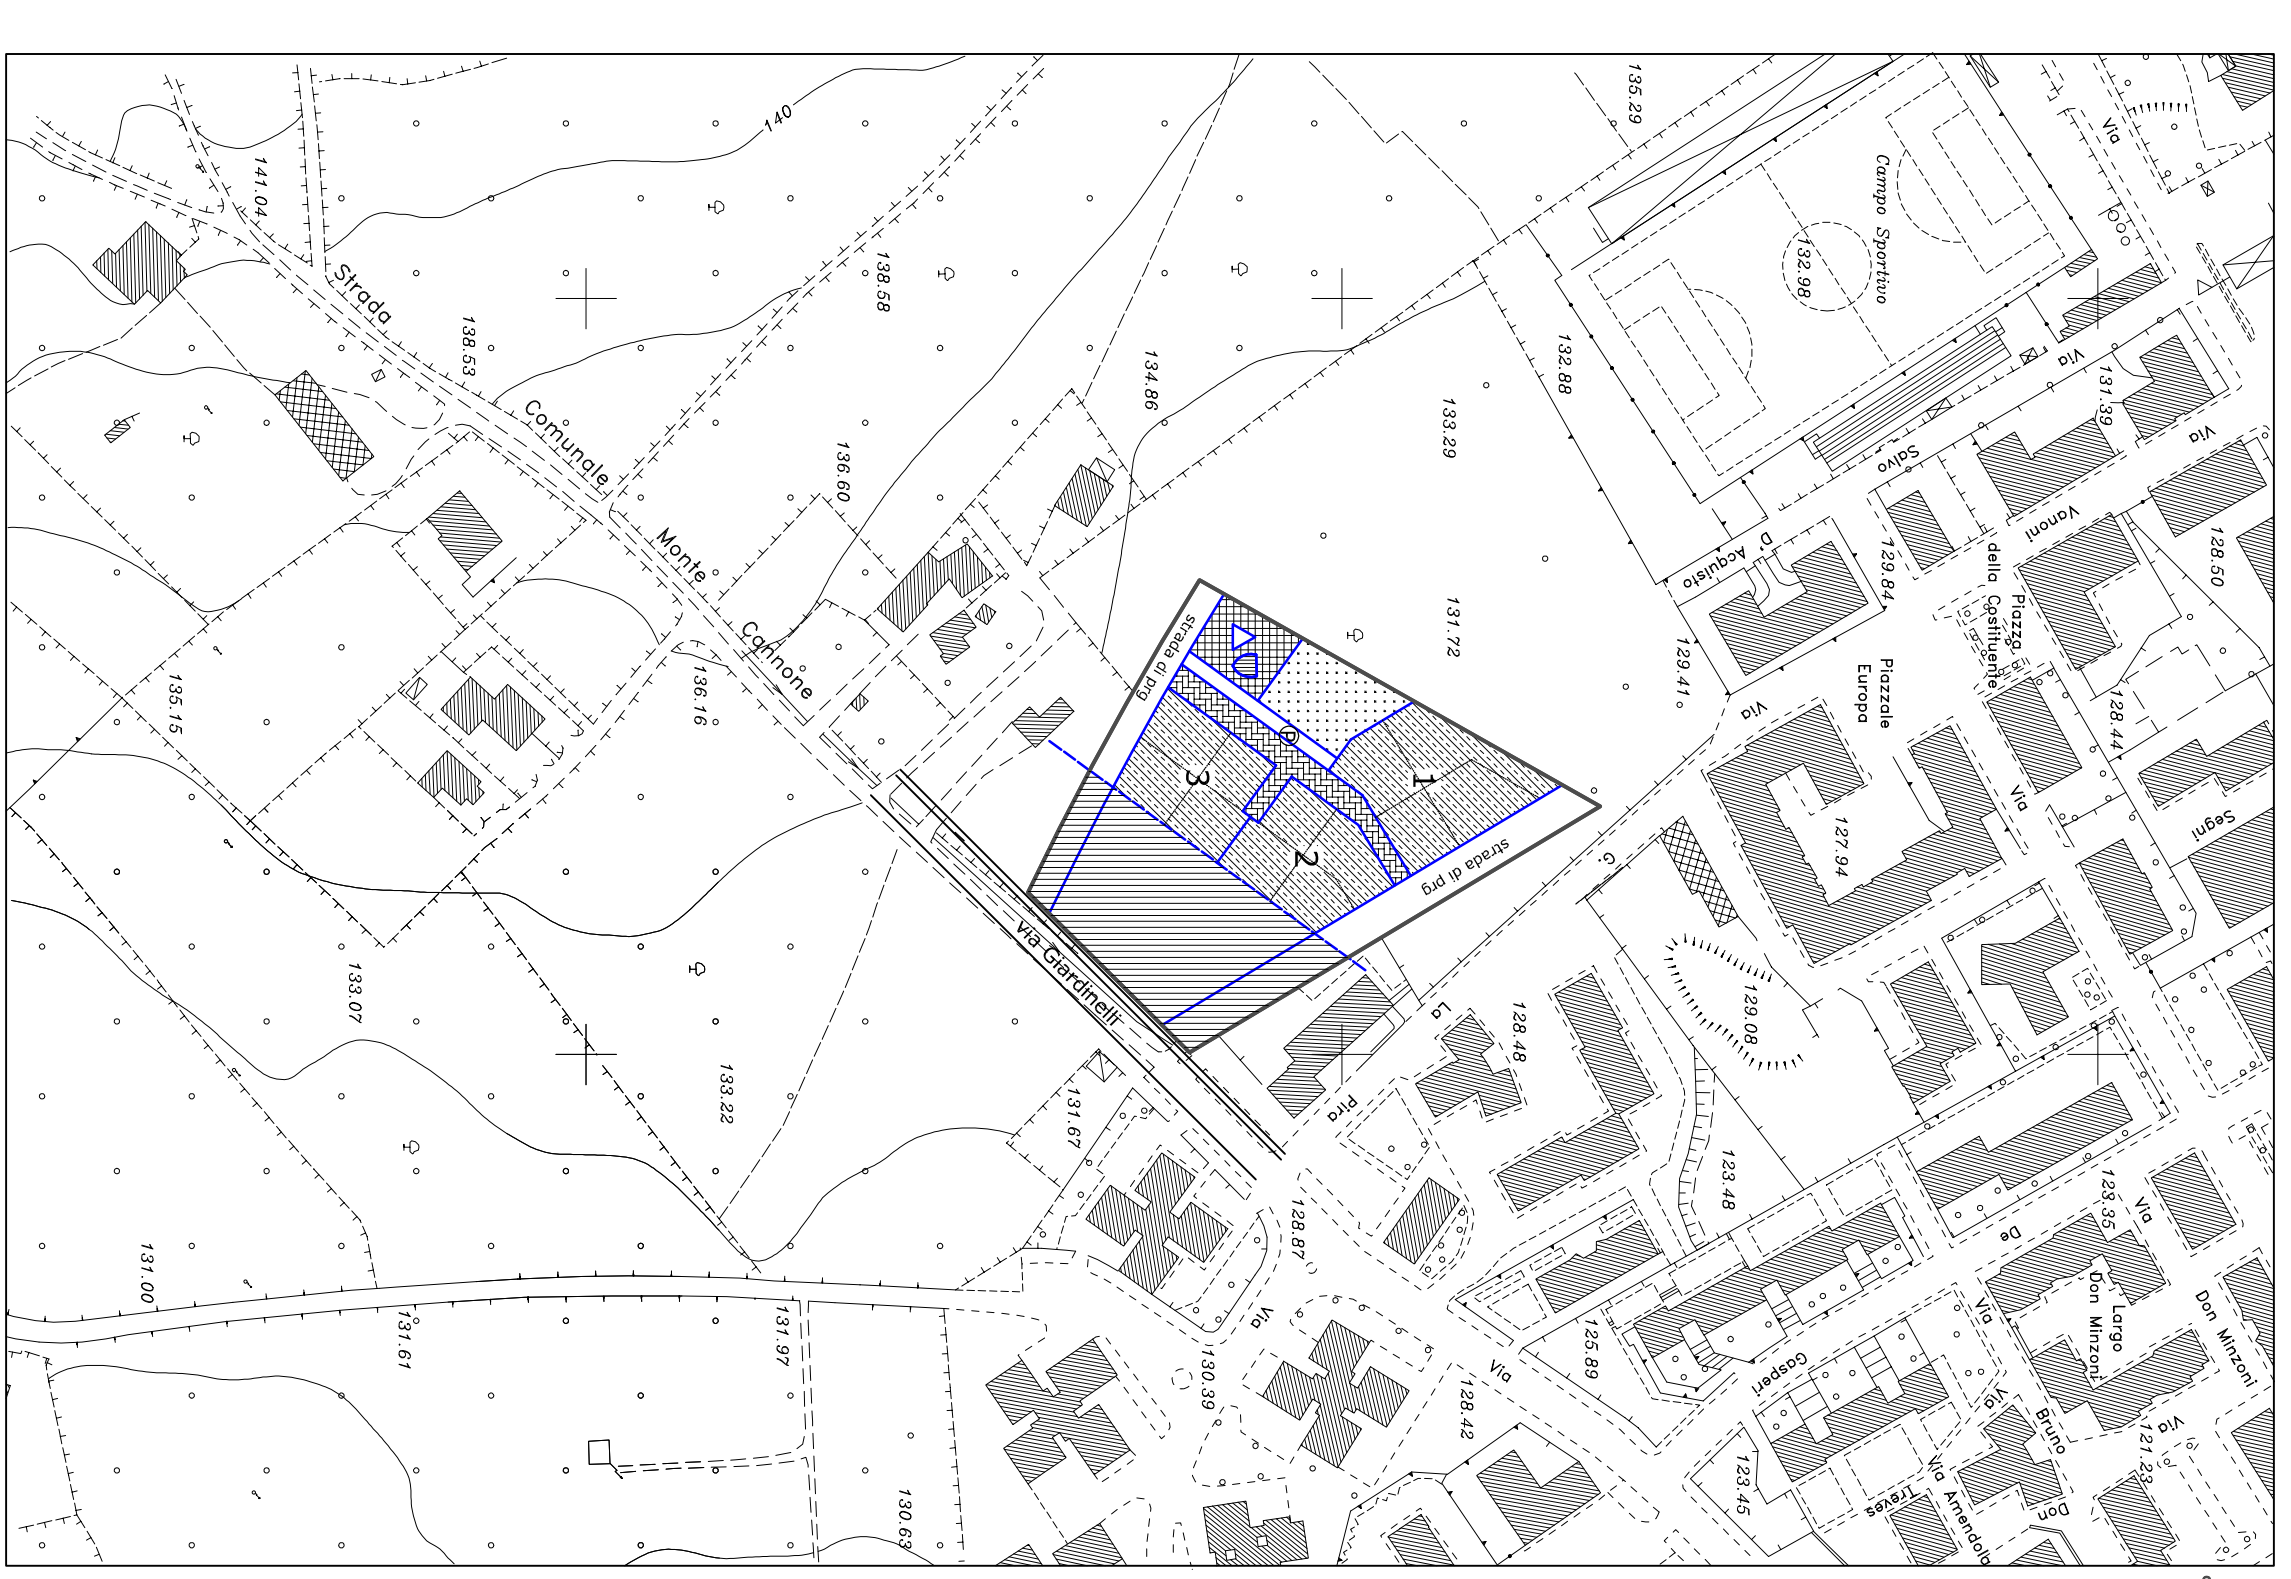 140
135.29
Via
141.04
Campo Sportivo
132.98
138.58
Strada
138.53
Comunale
134.86
132.88
133.29
136.60
Via
Salvo
D' Acquisto
131.39
Via
Vanoni
128.50
129.84
Piazza
della Costituente
Monte
Cannone
131.72
129.41
Piazzale
Europa
Via
128.44
Via
Segni
strada di prg
P
1
3
2
strada di prg
136.16
135.15
127.94
G.
La
Pira
via Giardinelli
128.48
129.08
133.07
133.22
131.67
123.48
123.35
Via
De
Gasperi
128.87
131.00
131.61
131.97
Via
130.39
125.89
Via
128.42
Via
Don Minzoni
Largo
Don Minzoni
Via
Bruno
Via
Don
121.23
Via Amendola
Treves
123.45
130.63